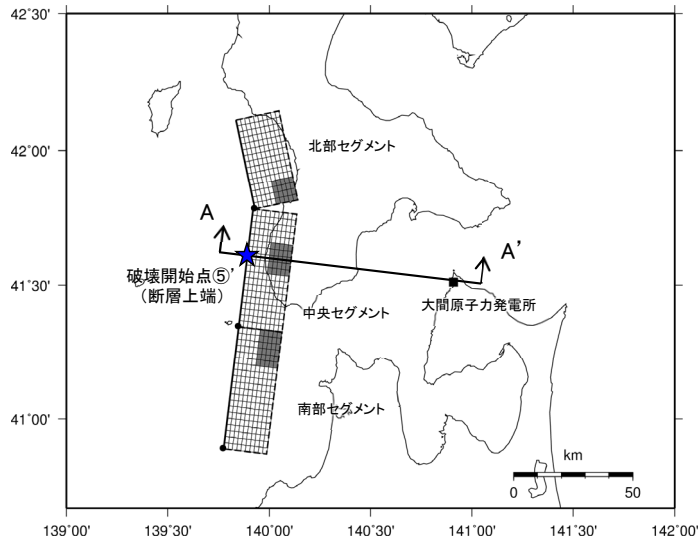 42°30'
42°00'
41°30'
41°00'
北部セグメント
A
A'
破壊開始点⑤'
（断層上端）
大間原子力発電所
中央セグメント
南部セグメント
km
0 50
139°00' 139°30' 140°00' 140°30' 141°00' 141°30' 142°00'